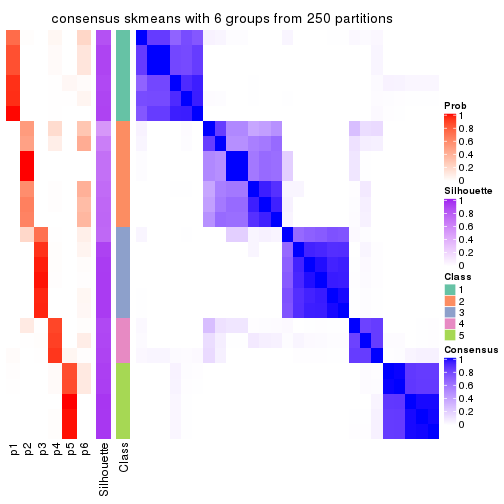 consensus skmeans with 6 groups from 250 partitions
Prob
1
0.8
0.6
0.4
0.2
0
Silhouette
1
0.8
0.6
0.4
0.2
0
Class
1
2
3
4
5
Consensus
1
0.8
0.6
0.4
0.2
0
p1
p2
p3
p4
p5
p6
Silhouette
Class